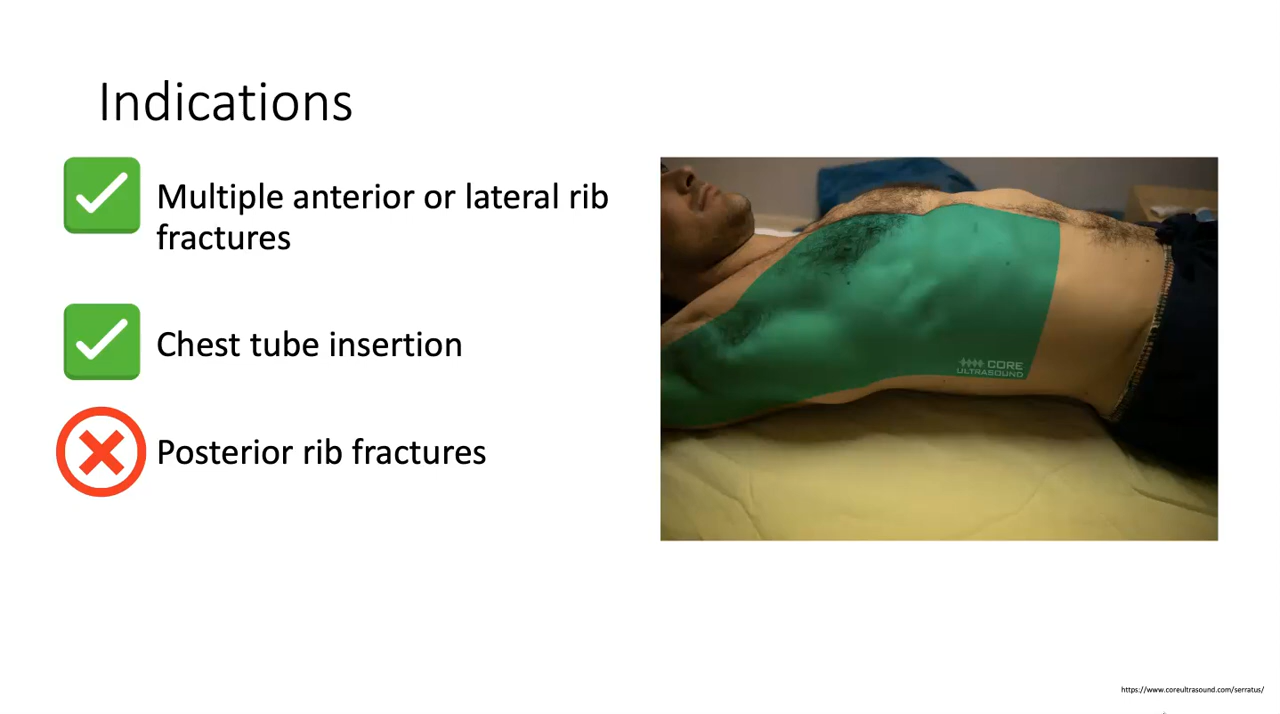 Indications
Multiple anterior or lateral rib
fractures
Chest tube insertion
Posterior rib fractures
CORE
ULTRASOUND
https://www.coreultrasound.com/serratus/